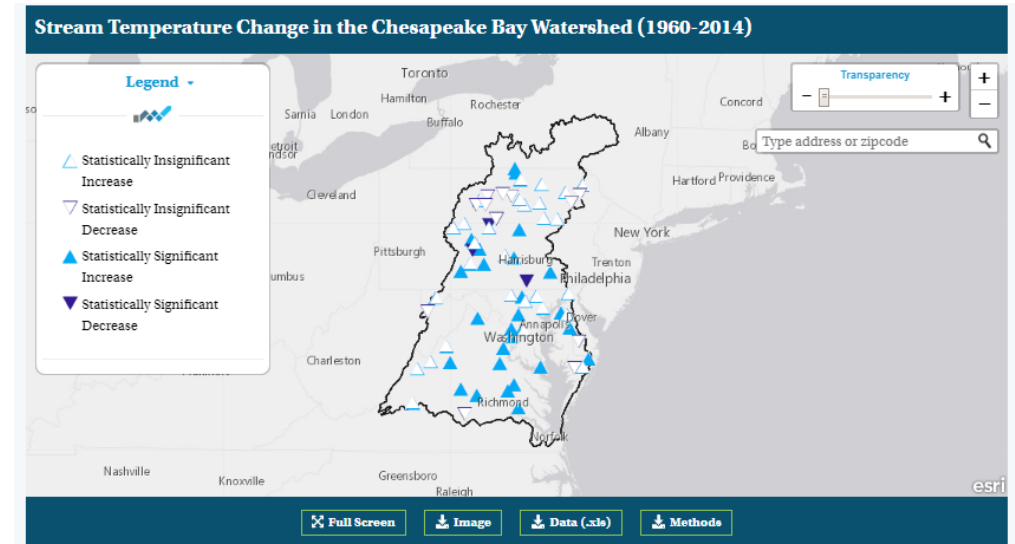 Stream Temperature Change in the Chesapeake Bay Watershed (1960-2014)
Legend
Statistically Insignificant
Increase
Statistically Insignificant
Decrease
Statistically Significant
Increase
Statistically Significant
Decrease
Transparency
- +
+
-
Type address or zipcode
Toronto
Hamilton
Rochester
Concord
Sarnia London
Buffalo
Albany
Hartford Providence
Cleveland
New York
Pittsburgh
Harrisburg
Trenton
Philadelphia
umbus
Dover
Annapolis
Washington
Charleston
Richmond
Norfolk
Nashville
Knoxville
Greensboro
Raleigh
esri
Full Screen
Image
Data (.xls)
Methods